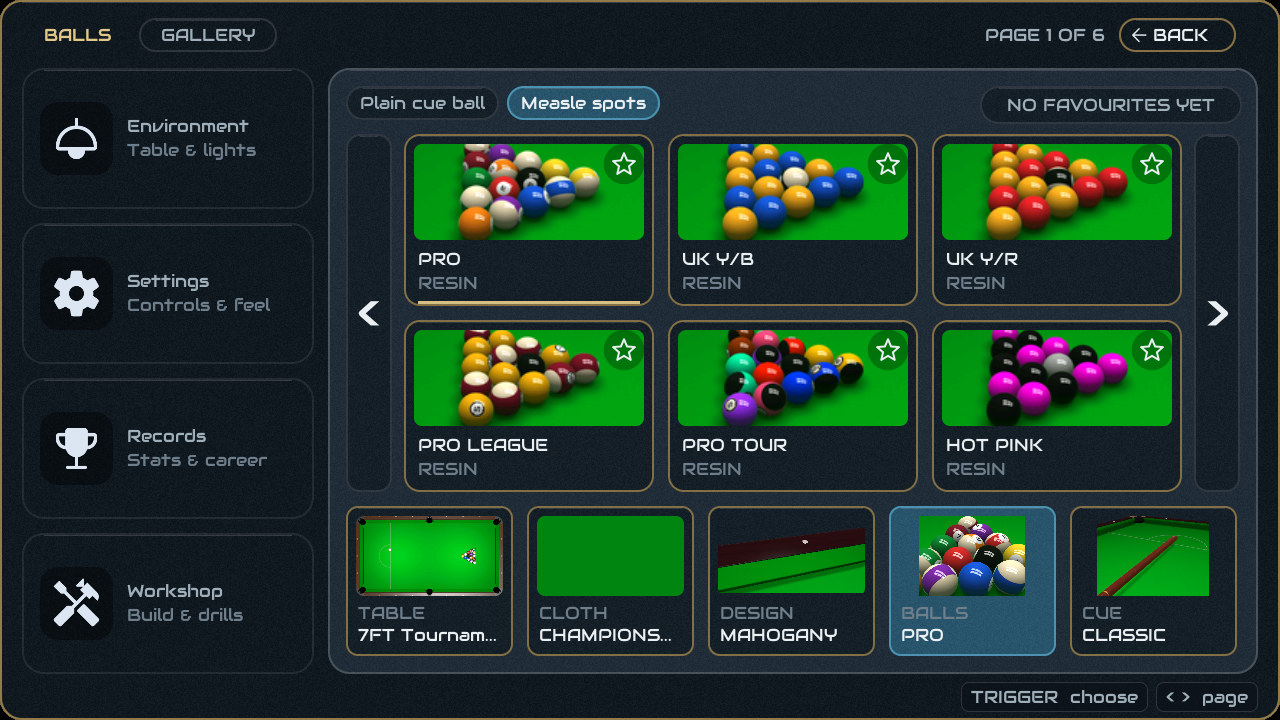 BALLS
GALLERY
PAGE 1 OF 6
← BACK
Environment
Table & lights
Settings
Controls & feel
Records
Stats & career
Workshop
Build & drills
Plain cue ball
Measle spots
NO FAVOURITES YET
PRO
RESIN
UK Y/B
RESIN
UK Y/R
RESIN
PRO LEAGUE
RESIN
PRO TOUR
RESIN
HOT PINK
RESIN
TABLE
7FT Tournam...
CLOTH
CHAMPIONS...
DESIGN
MAHOGANY
BALLS
PRO
CUE
CLASSIC
TRIGGER choose
< > page